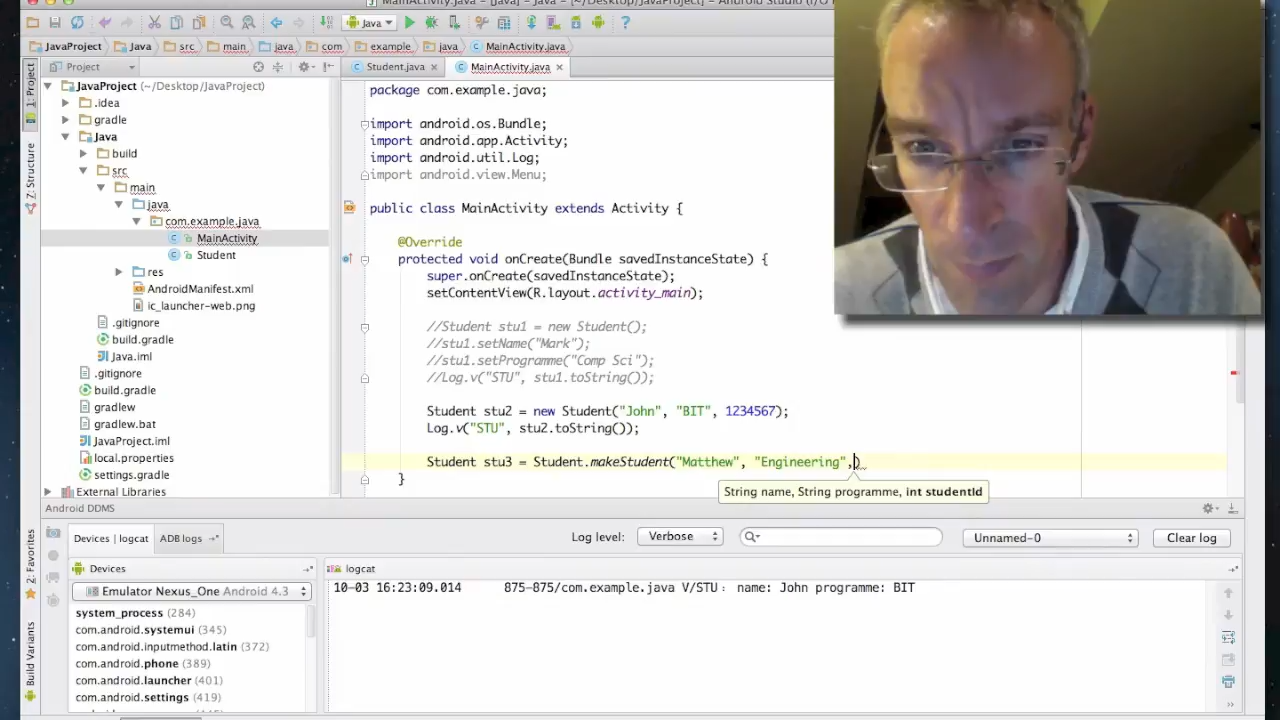 MainActivity.java - [Java] - Java - [~/Desktop/JavaProject] - Android Studio (I/O
Java
JavaProject Java src main java com example java MainActivity.java
Project Student.java MainActivity.java
1: Project
7: Structure
2: Favorites
Build Variants
JavaProject (~/Desktop/JavaProject)
.idea
gradle
Java
build
src
main
java
com.example.java
MainActivity
Student
res
AndroidManifest.xml
ic_launcher-web.png
.gitignore
build.gradle
Java.iml
.gitignore
build.gradle
gradlew
gradlew.bat
JavaProject.iml
local.properties
settings.gradle
External Libraries
package com.example.java;
import android.os.Bundle;
import android.app.Activity;
import android.util.Log;
import android.view.Menu;
public class MainActivity extends Activity {
@Override
protected void onCreate(Bundle savedInstanceState) {
super.onCreate(savedInstanceState);
setContentView(R.layout.activity_main);
//Student stu1 = new Student();
//stu1.setName("Mark");
//stu1.setProgramme("Comp Sci");
//Log.v("STU", stu1.toString());
Student stu2 = new Student("John", "BIT", 1234567);
Log.v("STU", stu2.toString());
Student stu3 = Student.makeStudent("Matthew", "Engineering",)
}
String name, String programme, int studentId
Android DDMS
Devices | logcat ADB logs Log level: Verbose Unnamed-0 Clear log
Devices logcat
Emulator Nexus_One Android 4.3
system_process (284)
com.android.systemui (345)
com.android.inputmethod.latin (372)
com.android.phone (389)
com.android.launcher (401)
com.android.settings (419)
10-03 16:23:09.014 875-875/com.example.java V/STU: name: John programme: BIT